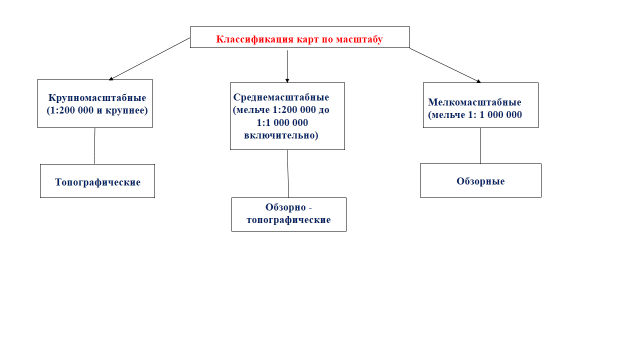 Классификация карт по масштабу
Крупномасштабные
(1:200 000 и крупнее)
Среднемасштабные
(мельче 1:200 000 до
1:1 000 000
включительно)
Мелкомасштабные
(мельче 1: 1 000 000
Топографические
Обзорно -
топографические
Обзорные